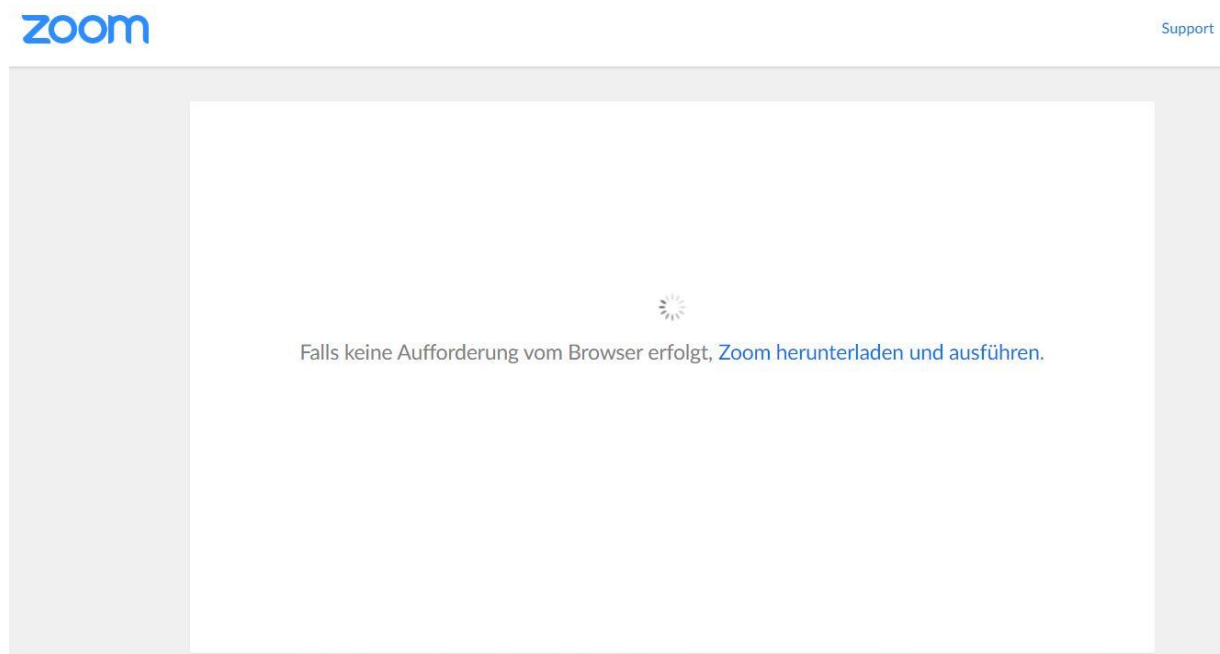 zoom
Support
Falls keine Aufforderung vom Browser erfolgt, Zoom herunterladen und ausführen.